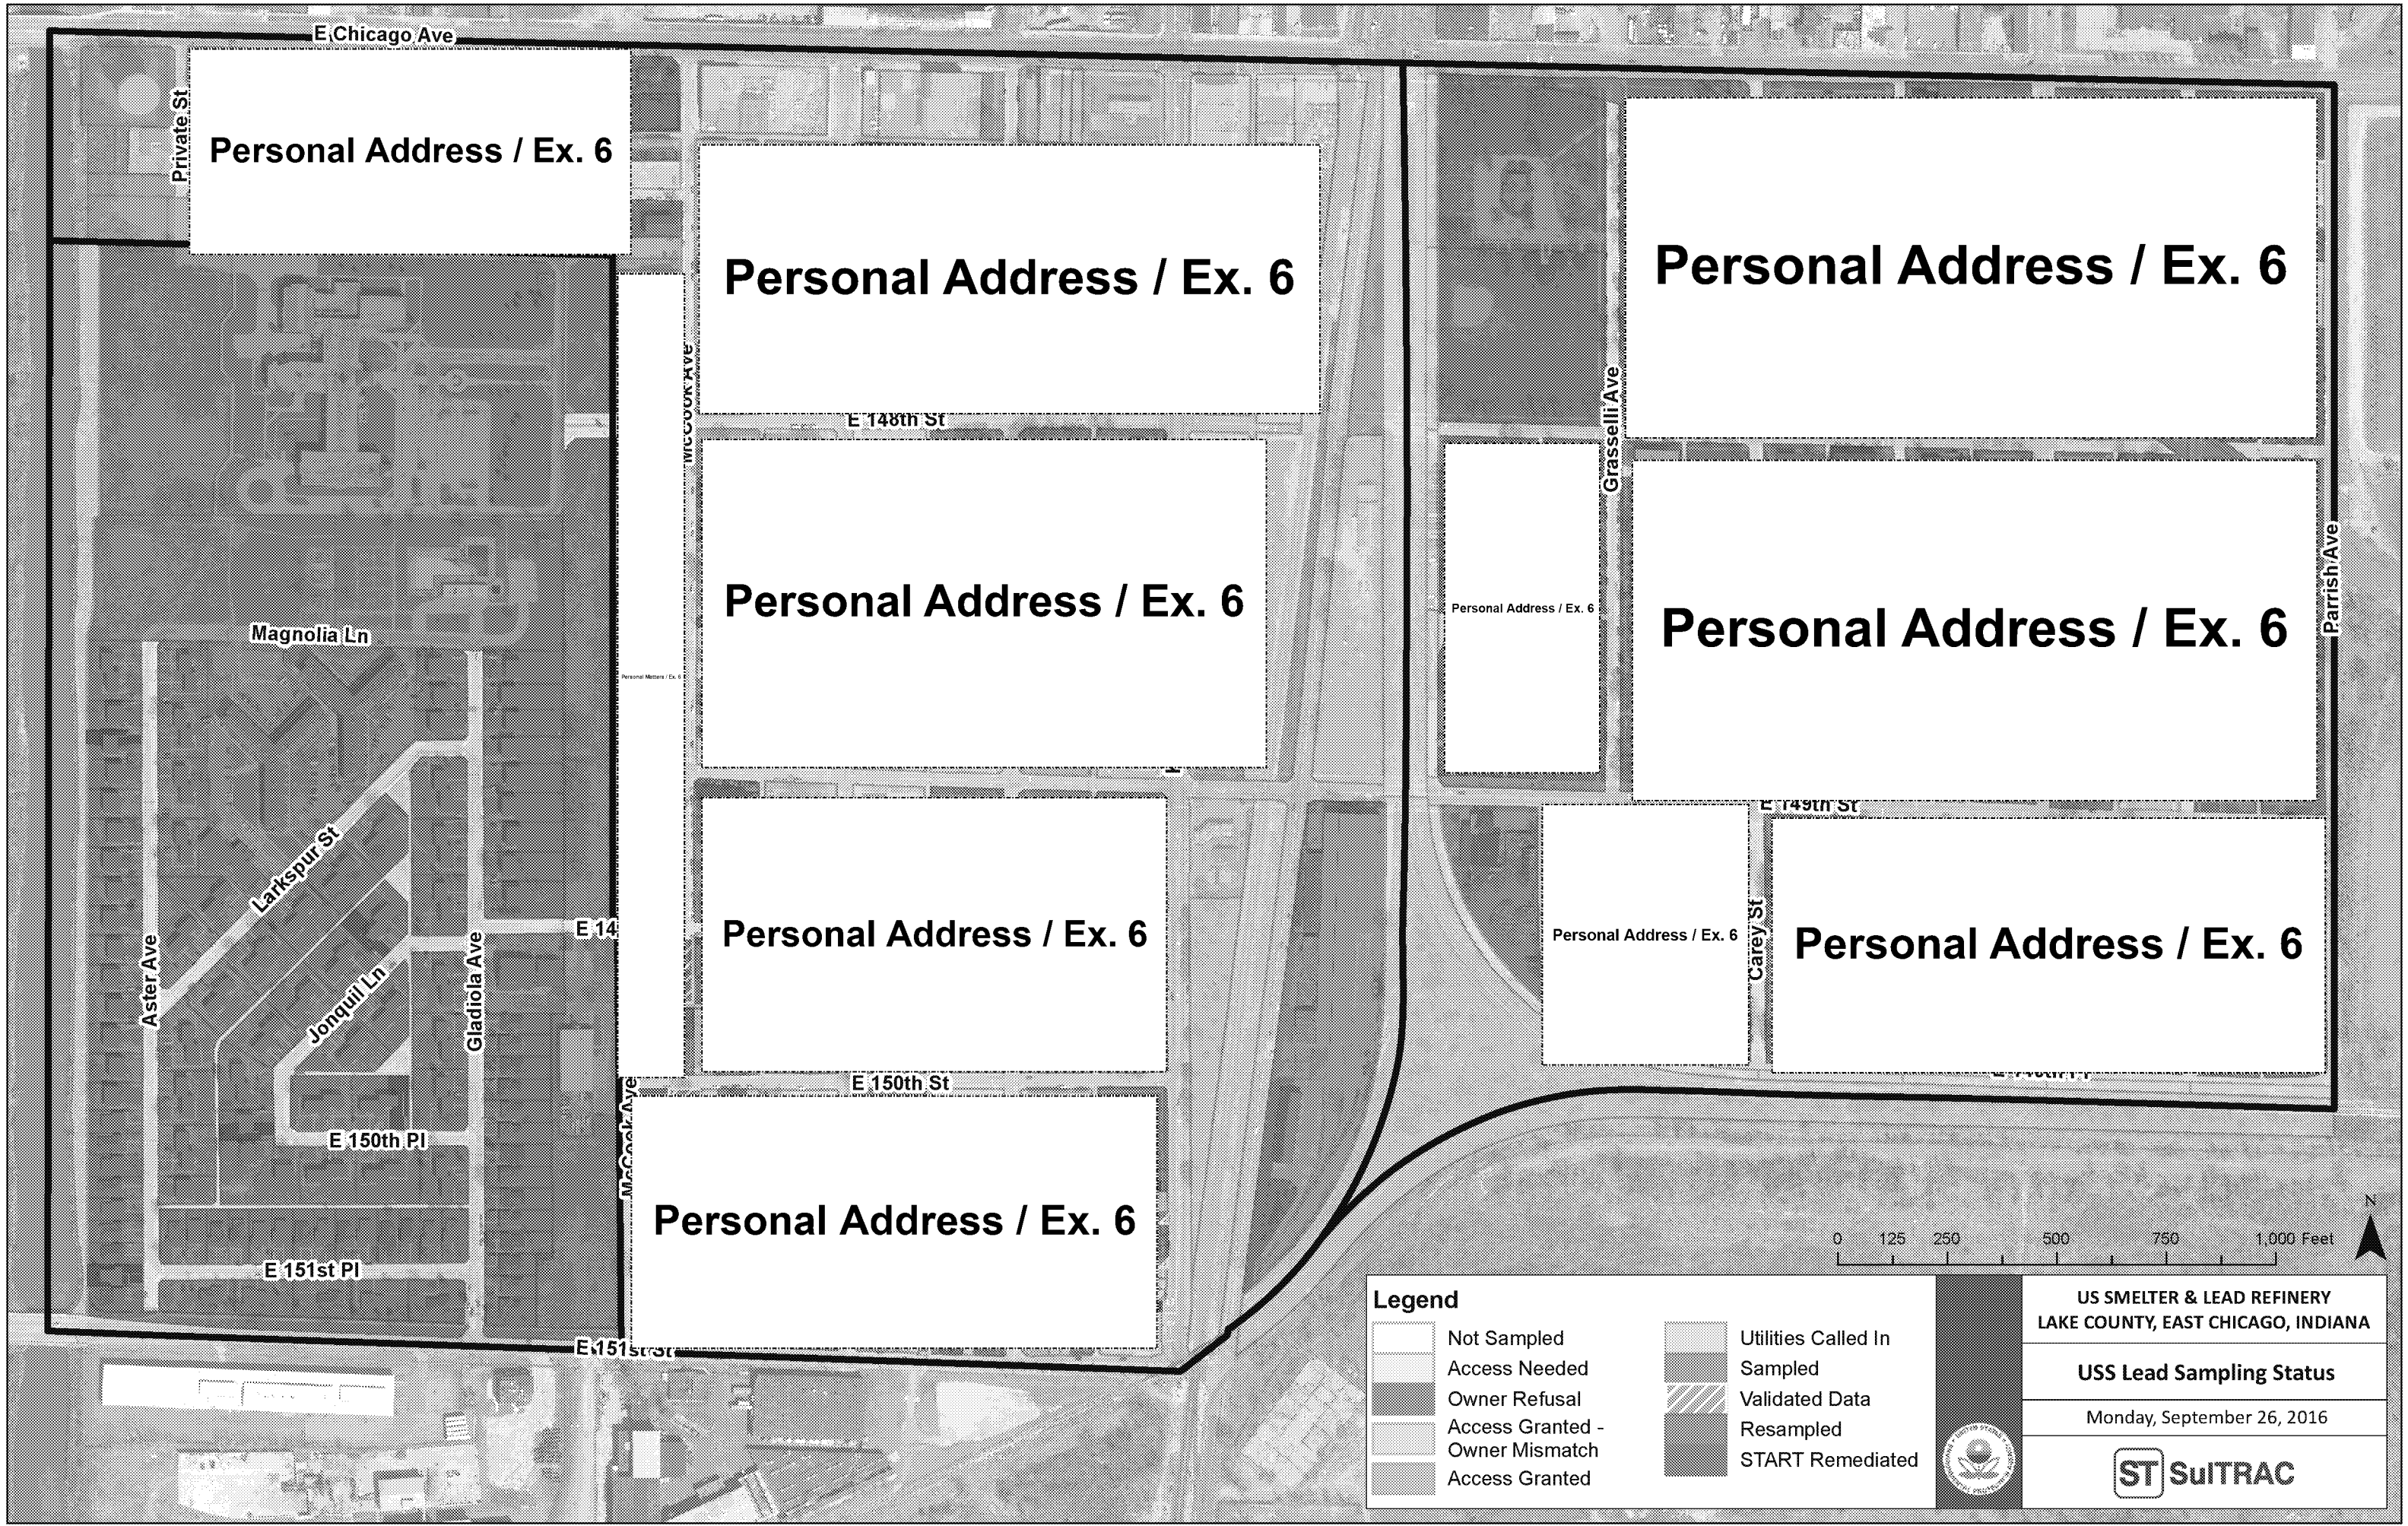 E Chicago Ave
Private St
Personal Address / Ex. 6
Personal Address / Ex. 6
Personal Address / Ex. 6
McCook Ave
E 148th St
Grasselli Ave
Personal Address / Ex. 6
Personal Address / Ex. 6
Personal Address / Ex. 6
Parrish Ave
Magnolia Ln
Personal Matters / Ex. 6
E 149th St
Larkspur St
E 14
Personal Address / Ex. 6
Personal Address / Ex. 6
Carey St
Personal Address / Ex. 6
Aster Ave
Jonquil Ln
Gladiola Ave
E 150th St
McCook Ave
E 150th Pl
Personal Address / Ex. 6
E 151st Pl
E 151st St
N
0 125 250 500 750 1,000 Feet
Legend
Not Sampled
Access Needed
Owner Refusal
Access Granted -
Owner Mismatch
Access Granted
Utilities Called In
Sampled
Validated Data
Resampled
START Remediated
US SMELTER & LEAD REFINERY
LAKE COUNTY, EAST CHICAGO, INDIANA
USS Lead Sampling Status
Monday, September 26, 2016
ST SulTRAC